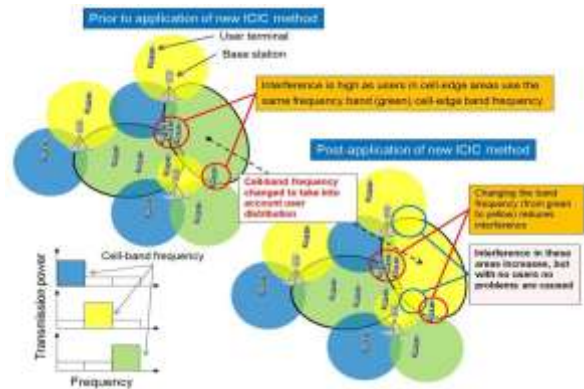 Prior to application of new ICIC method
User terminal
Base station
Interference is high as users in cell-edge areas use the
same frequency band (green) cell-edge band frequency
Post-application of new ICIC method
Cell-band frequency
changed to take into
account user
distribution
Changing the band
frequency (from green
to yellow) reduces
interference
Interference in these
areas increases, but
with no users no
problems are caused
Cell-band frequency
Transmission power
Frequency